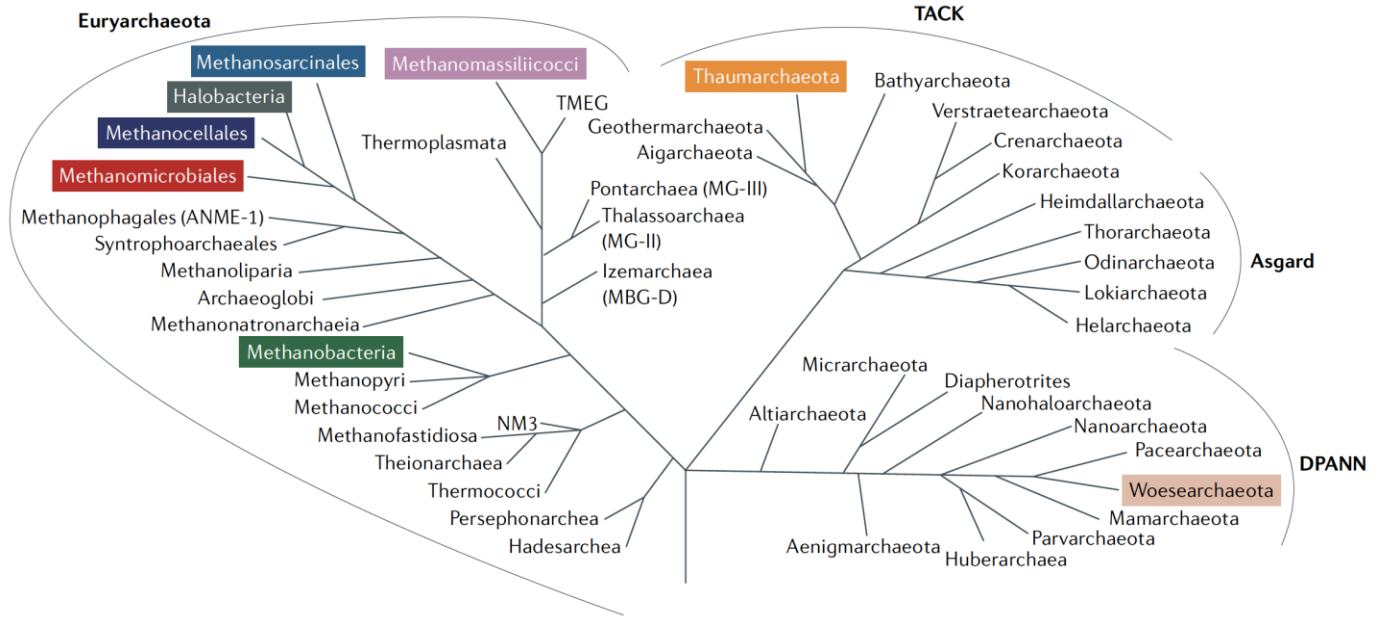 Euryarchaeota
Methanosarcinales
Methanomassiliicocci
Halobacteria
TMEG
Methanocellales
Thermoplasmata
Methanomicrobiales
Pontarchaea (MG-III)
Methanophagales (ANME-1)
Thalassoarchaea
(MG-II)
Syntrophoarchaeales
Methanoliparia
Izemarchaea
(MBG-D)
Archaeoglobi
Methanonatronarchaeia
Methanobacteria
Methanopyri
Methanococci
NM3
Methanofastidiosa
Theionarchaea
Thermococci
Persephonarchea
Hadesarchea
TACK
Thaumarchaeota
Bathyarchaeota
Verstraetearchaeota
Geothermarchaeota
Crenarchaeota
Aigarchaeota
Korarchaeota
Heimdallarchaeota
Thorarchaeota
Asgard
Odinarchaeota
Lokiarchaeota
Helarchaeota
Micrarchaeota
Diapherotrites
Altiarchaeota
Nanohaloarchaeota
Nanoarchaeota
Pacearchaeota
DPANN
Woesearchaeota
Mamarchaeota
Parvarchaeota
Aenigmarchaeota
Huberarchaea